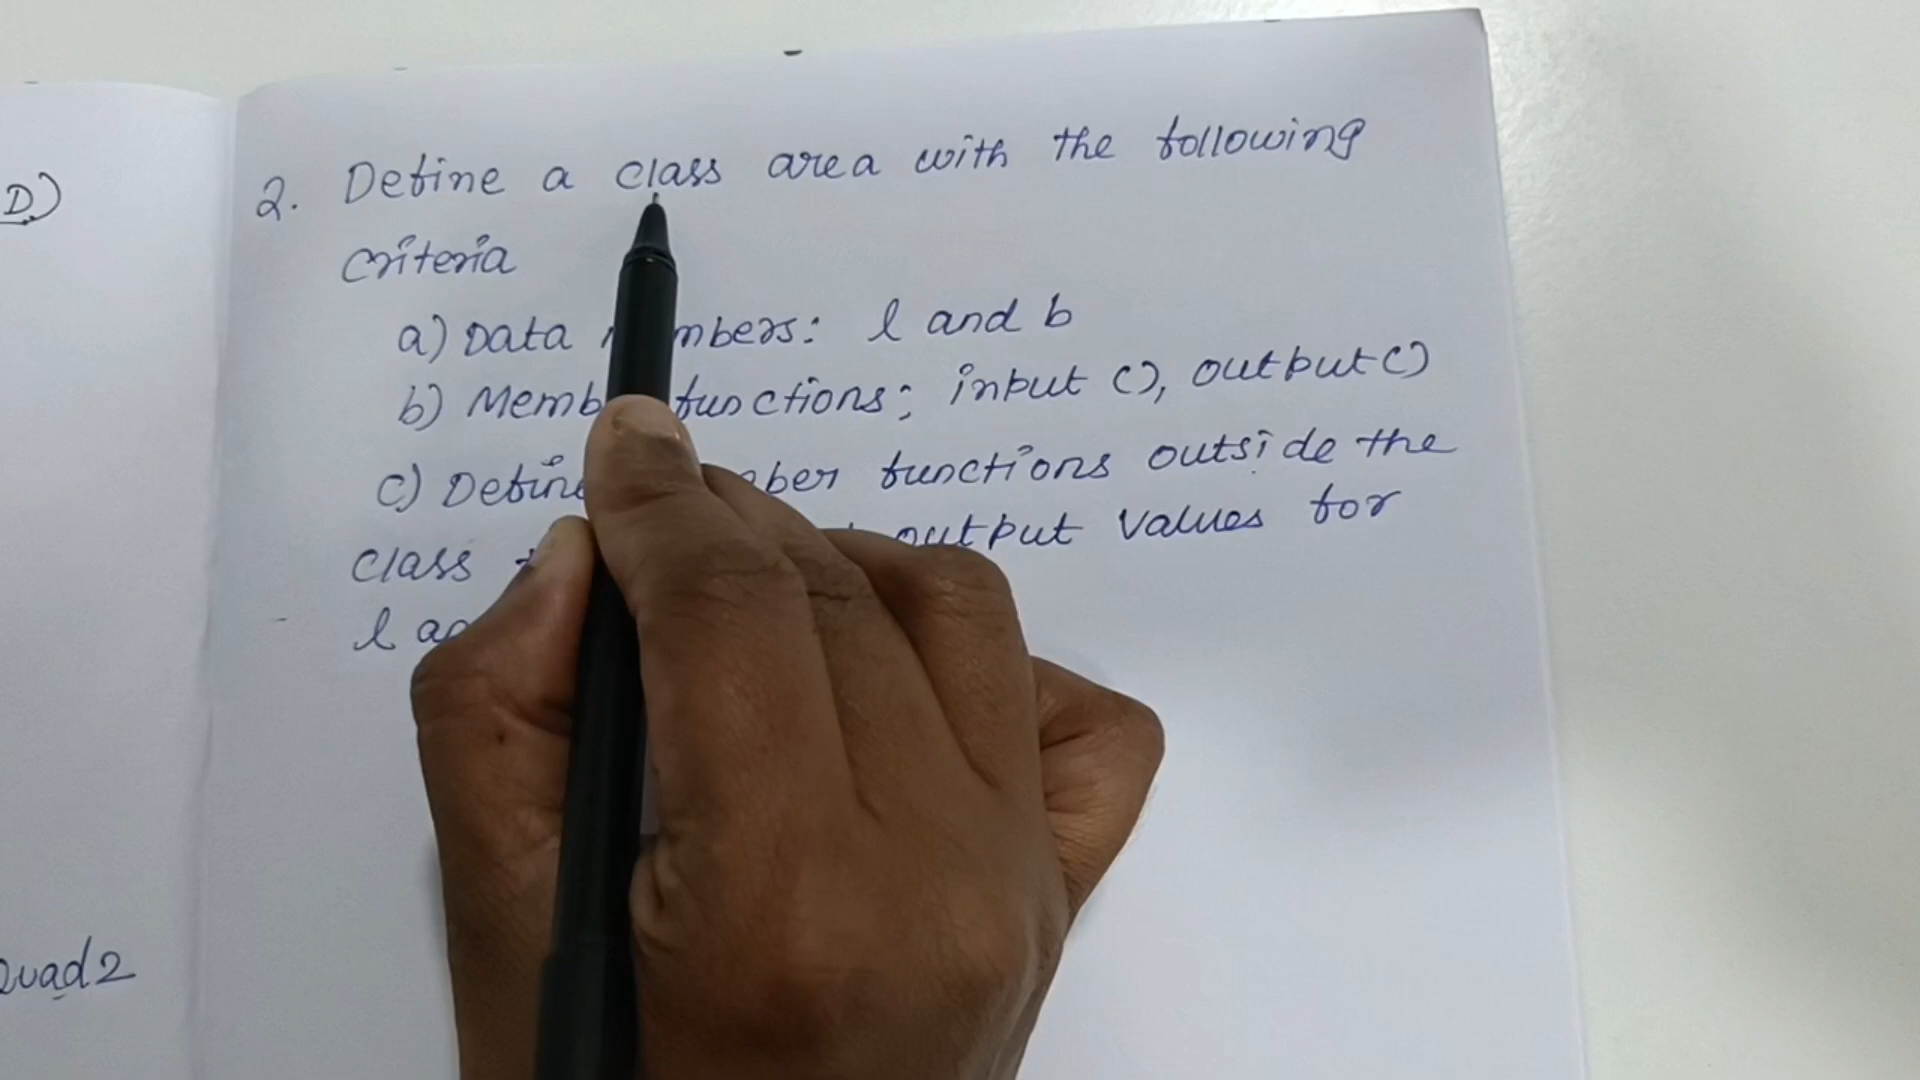 D)
2. Define a class area with the following
criteria
a) Data mbers: l and b
b) Memb functions; input (), output()
c) Define ber functions outside the
class output values for
l
Quad2